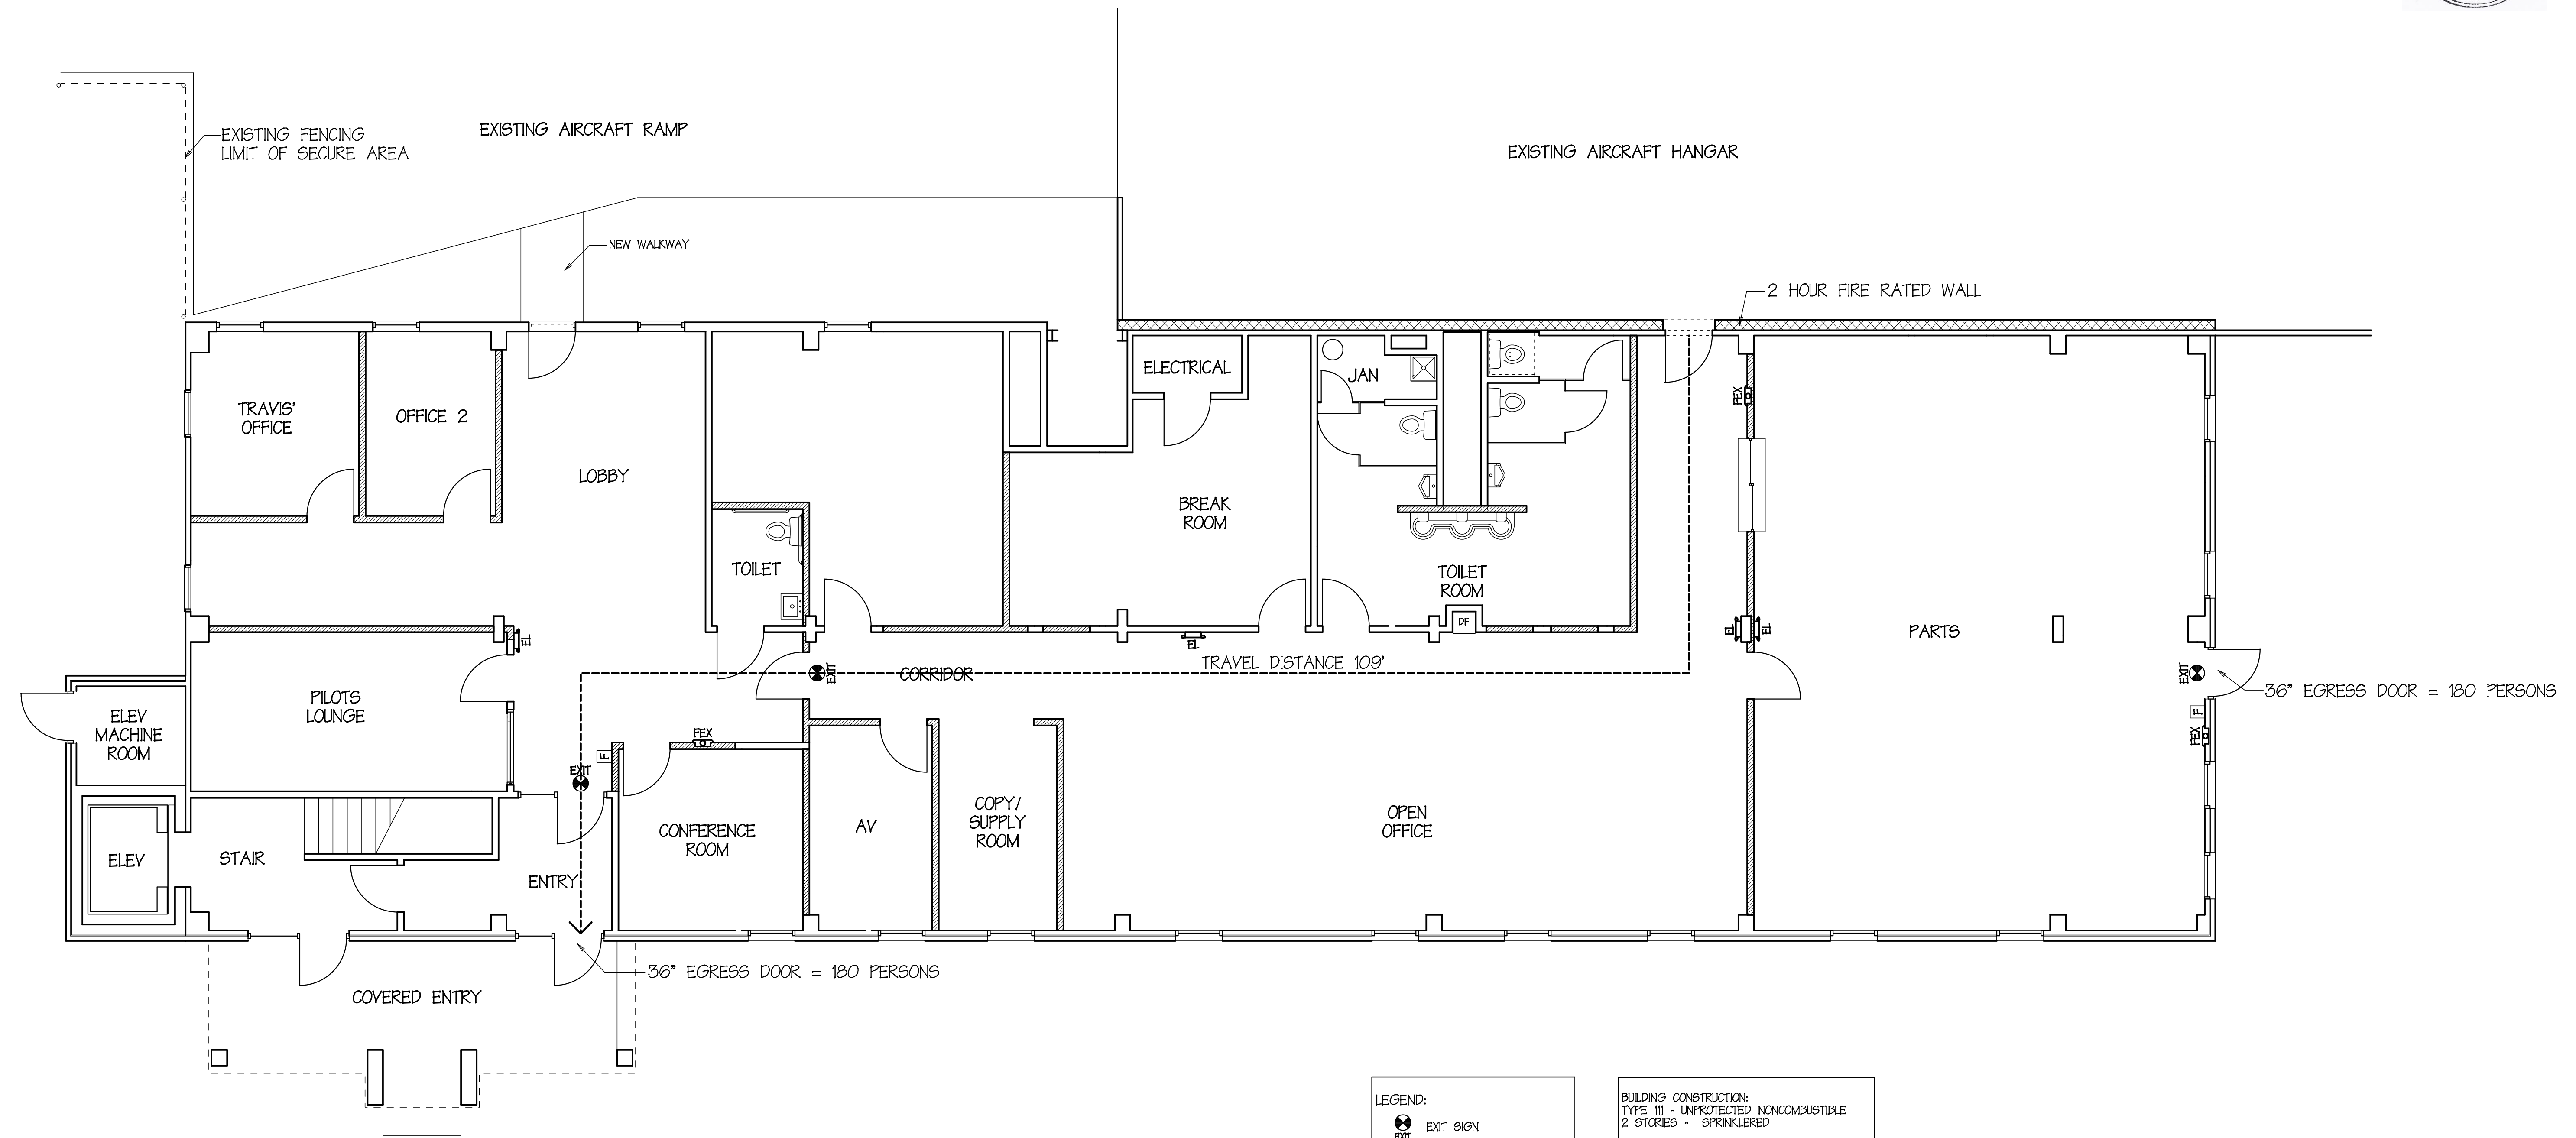 EXISTING FENCING
LIMIT OF SECURE AREA
EXISTING AIRCRAFT RAMP
EXISTING AIRCRAFT HANGAR
NEW WALKWAY
2 HOUR FIRE RATED WALL
TRAVIS'
OFFICE
OFFICE 2
LOBBY
ELECTRICAL
JAN
FEX
BREAK
ROOM
TOILET
TOILET
ROOM
DF
EL
EL
EL
EL
PARTS
EXIT
CORRIDOR
TRAVEL DISTANCE 109'
EXIT
36" EGRESS DOOR = 180 PERSONS
PILOTS
LOUNGE
ELEV
MACHINE
ROOM
F
FEX
FEX
F
EXIT
CONFERENCE
ROOM
AV
COPY/
SUPPLY
ROOM
OPEN
OFFICE
ELEV
STAIR
ENTRY
36" EGRESS DOOR = 180 PERSONS
COVERED ENTRY
LEGEND:
EXIT SIGN
EXIT
BUILDING CONSTRUCTION:
TYPE 111 - UNPROTECTED NONCOMBUSTIBLE
2 STORIES - SPRINKLERED